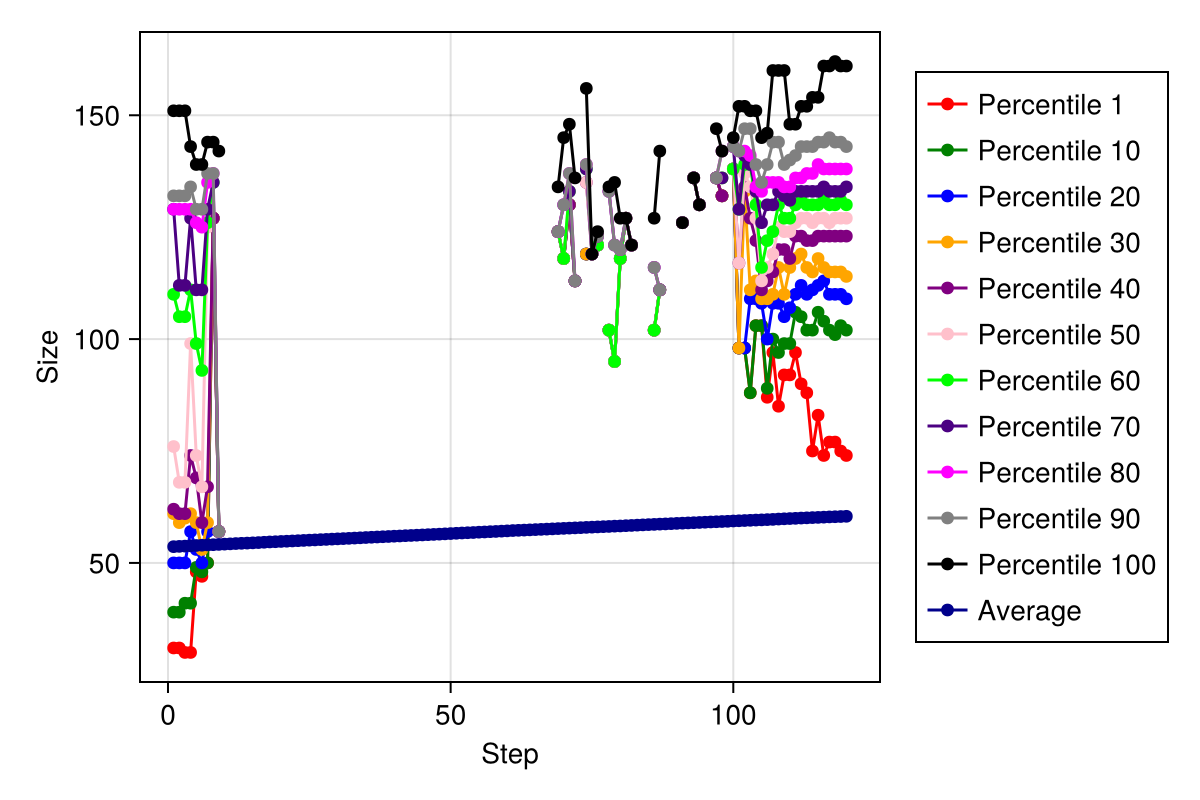 150
100
50
0
50
100
Size
Step
Percentile 1
Percentile 10
Percentile 20
Percentile 30
Percentile 40
Percentile 50
Percentile 60
Percentile 70
Percentile 80
Percentile 90
Percentile 100
Average